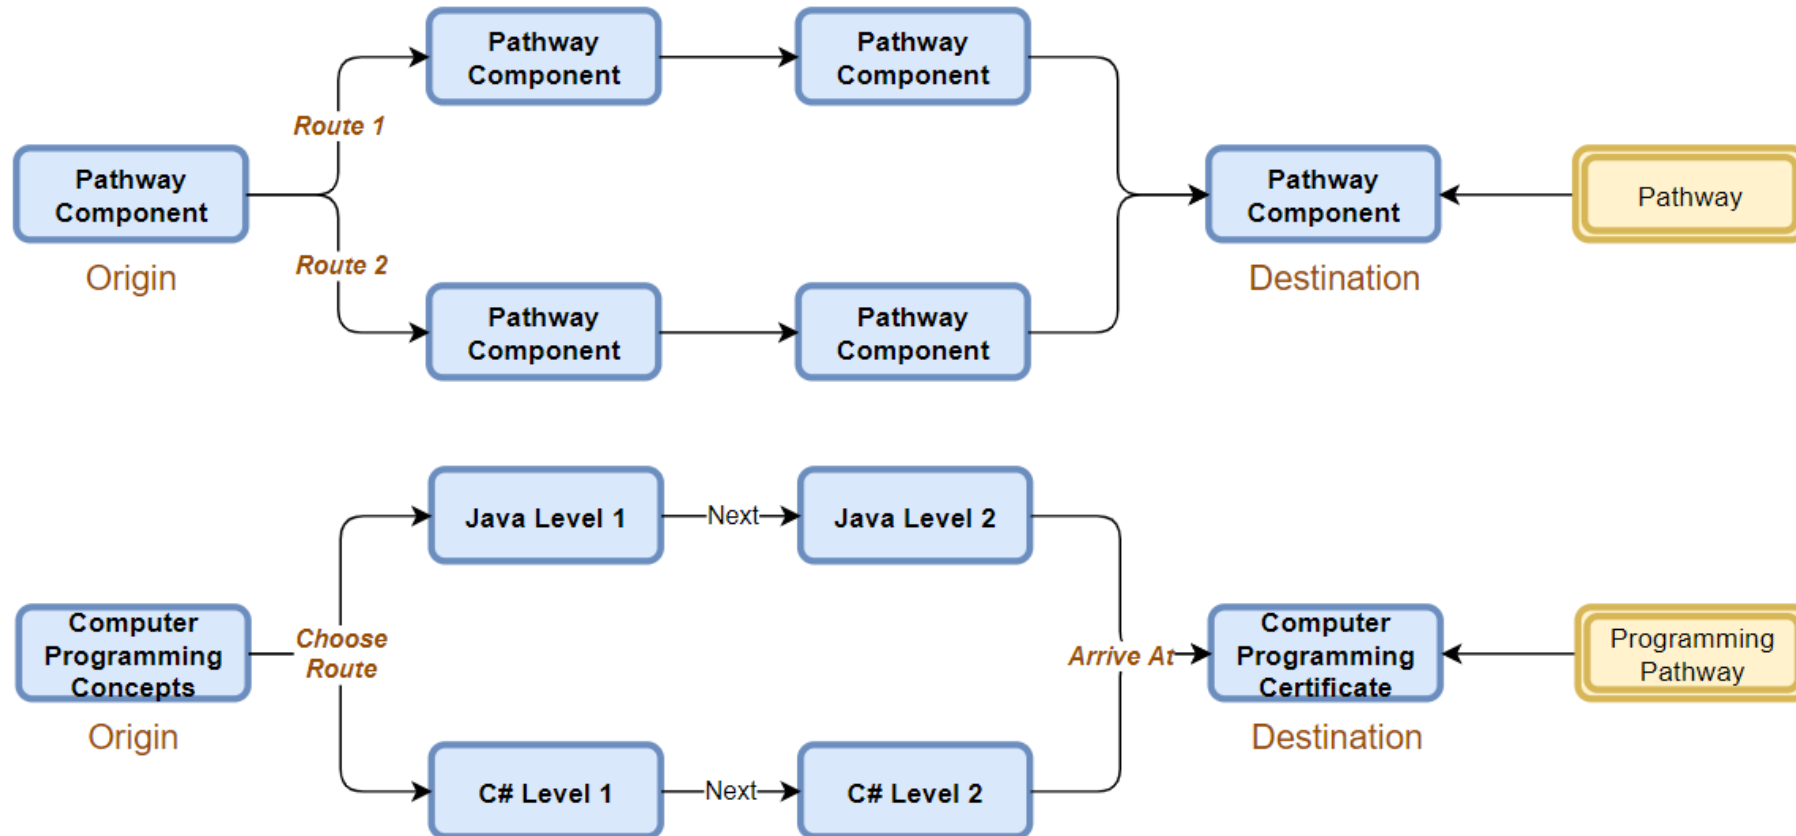 Pathway
Component
Pathway
Component
Route 1
Pathway
Component
Pathway
Component
Pathway
Origin
Route 2
Destination
Pathway
Component
Pathway
Component
Java Level 1
Next
Java Level 2
Computer
Programming
Concepts
Choose
Route
Arrive At
Computer
Programming
Certificate
Programming
Pathway
Origin
Destination
C# Level 1
Next
C# Level 2